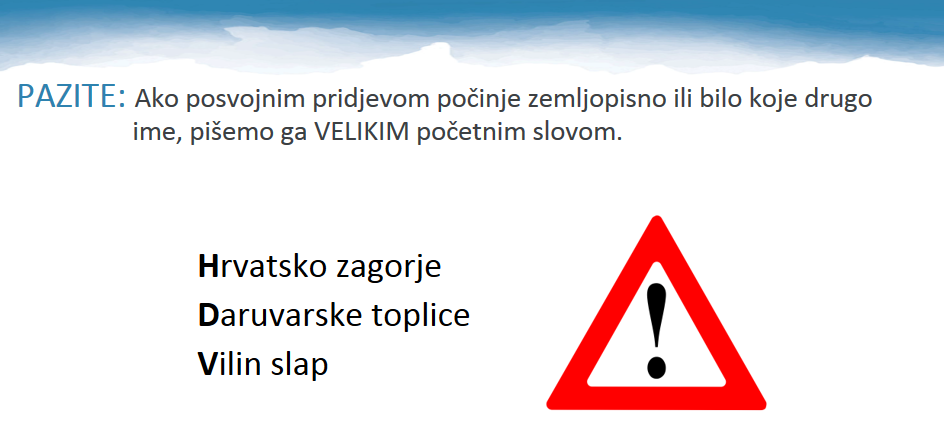 PAZITE: Ako posvojnim pridjevom počinje zemljopisno ili bilo koje drugo
ime, pišemo ga VELIKIM početnim slovom.
Hrvatsko zagorje
Daruvarske toplice
Vilin slap